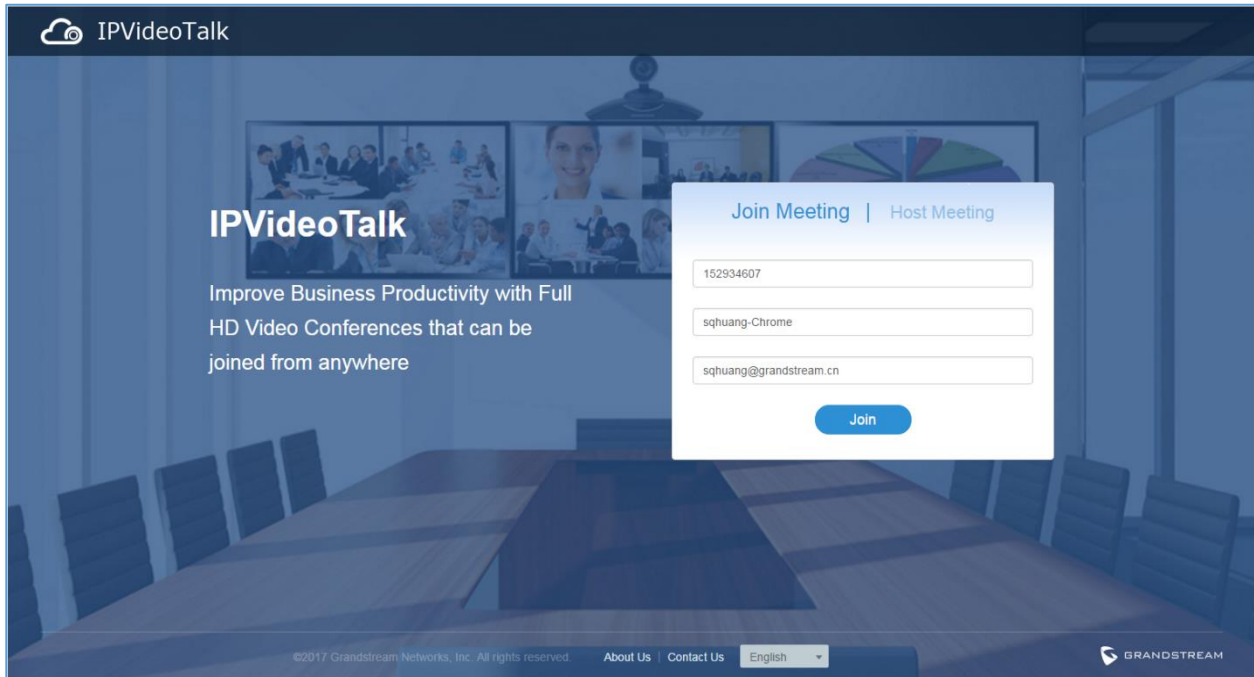 IPVideoTalk
IPVideoTalk
Improve Business Productivity with Full
HD Video Conferences that can be
joined from anywhere
Join Meeting | Host Meeting
152934607
sqhuang-Chrome
sqhuang@grandstream.cn
Join
©2017 Grandstream Networks, Inc. All rights reserved. About Us | Contact Us English
GRANDSTREAM